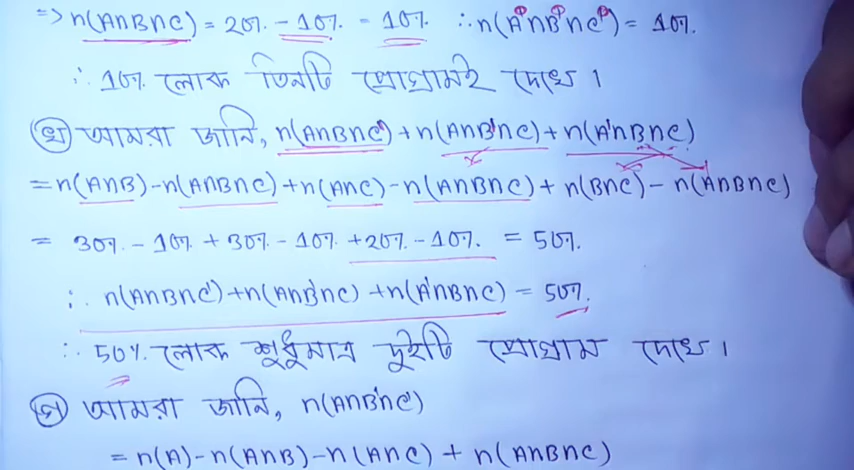 => n(A∩B∩C) = 20% - 10% - 10% ∴ n(A'∩B'∩C') = 10%.
∴ 10% লোক তিনটি প্রোগ্রামই দেখে।
(খ) আমরা জানি, n(A∩B∩C') + n(A∩B'∩C) + n(A'∩B∩C)
= n(A∩B) - n(A∩B∩C) + n(A∩C) - n(A∩B∩C) + n(B∩C) - n(A∩B∩C)
= 30% - 10% + 30% - 10% + 20% - 10% = 50%.
∴ n(A∩B∩C') + n(A∩B'∩C) + n(A'∩B∩C) = 50%.
∴ 50% লোক শুধুমাত্র দুইটি প্রোগ্রাম দেখে।
(গ) আমরা জানি, n(A∩B'∩C')
= n(A) - n(A∩B) - n(A∩C) + n(A∩B∩C)